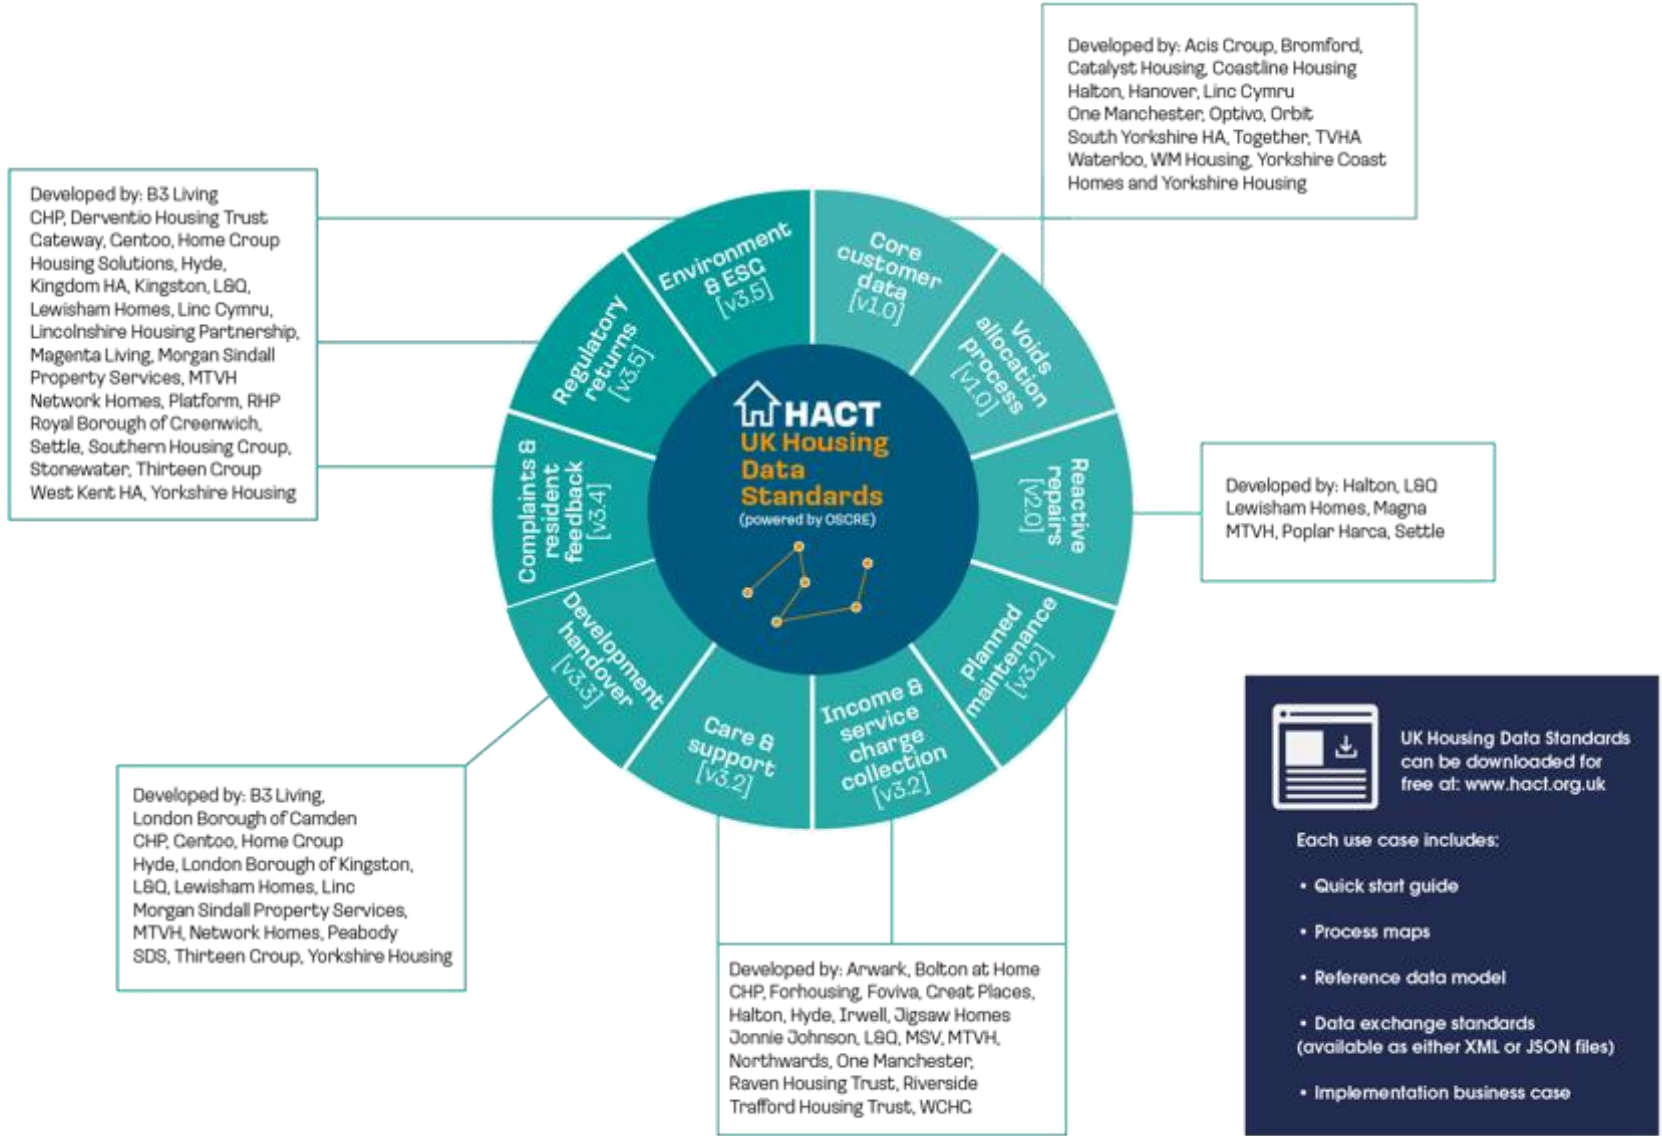 Developed by: Acis Group, Bromford,
Catalyst Housing, Coastline Housing
Halton, Hanover, Linc Cymru
One Manchester, Optivo, Orbit
South Yorkshire HA, Together, TVHA
Waterloo, WM Housing, Yorkshire Coast
Homes and Yorkshire Housing
Developed by: B3 Living
CHP, Derventio Housing Trust
Gateway, Gentoo, Home Group
Housing Solutions, Hyde,
Kingdom HA, Kingston, L&Q,
Lewisham Homes, Linc Cymru,
Lincolnshire Housing Partnership,
Magenta Living, Morgan Sindall
Property Services, MTVH
Network Homes, Platform, RHP
Royal Borough of Greenwich,
Settle, Southern Housing Group,
Stonewater, Thirteen Group
West Kent HA, Yorkshire Housing
Environment
& ESG
[v3.5]
Core
customer
data
[v1.0]
Voids
allocation
process
[v1.0]
Reactive
repairs
[v2.0]
Planned
maintenance
[v3.2]
Income &
service
charge
collection
[v3.2]
Care &
support
[v3.2]
Development
handover
[v3.3]
Complaints &
resident
feedback
[v3.4]
Regulatory
returns
[v3.5]
HACT
UK Housing
Data
Standards
(powered by OSCRE)
Developed by: Halton, L&Q
Lewisham Homes, Magna
MTVH, Poplar Harca, Settle
Developed by: B3 Living,
London Borough of Camden
CHP, Gentoo, Home Group
Hyde, London Borough of Kingston,
L&Q, Lewisham Homes, Linc
Morgan Sindall Property Services,
MTVH, Network Homes, Peabody
SDS, Thirteen Group, Yorkshire Housing
Developed by: Arwark, Bolton at Home
CHP, Forhousing, Foviva, Great Places,
Halton, Hyde, Irwell, Jigsaw Homes
Jonnie Johnson, L&Q, MSV, MTVH,
Northwards, One Manchester,
Raven Housing Trust, Riverside
Trafford Housing Trust, WCHG
UK Housing Data Standards
can be downloaded for
free at: www.hact.org.uk
Each use case includes:
• Quick start guide
• Process maps
• Reference data model
• Data exchange standards
(available as either XML or JSON files)
• Implementation business case